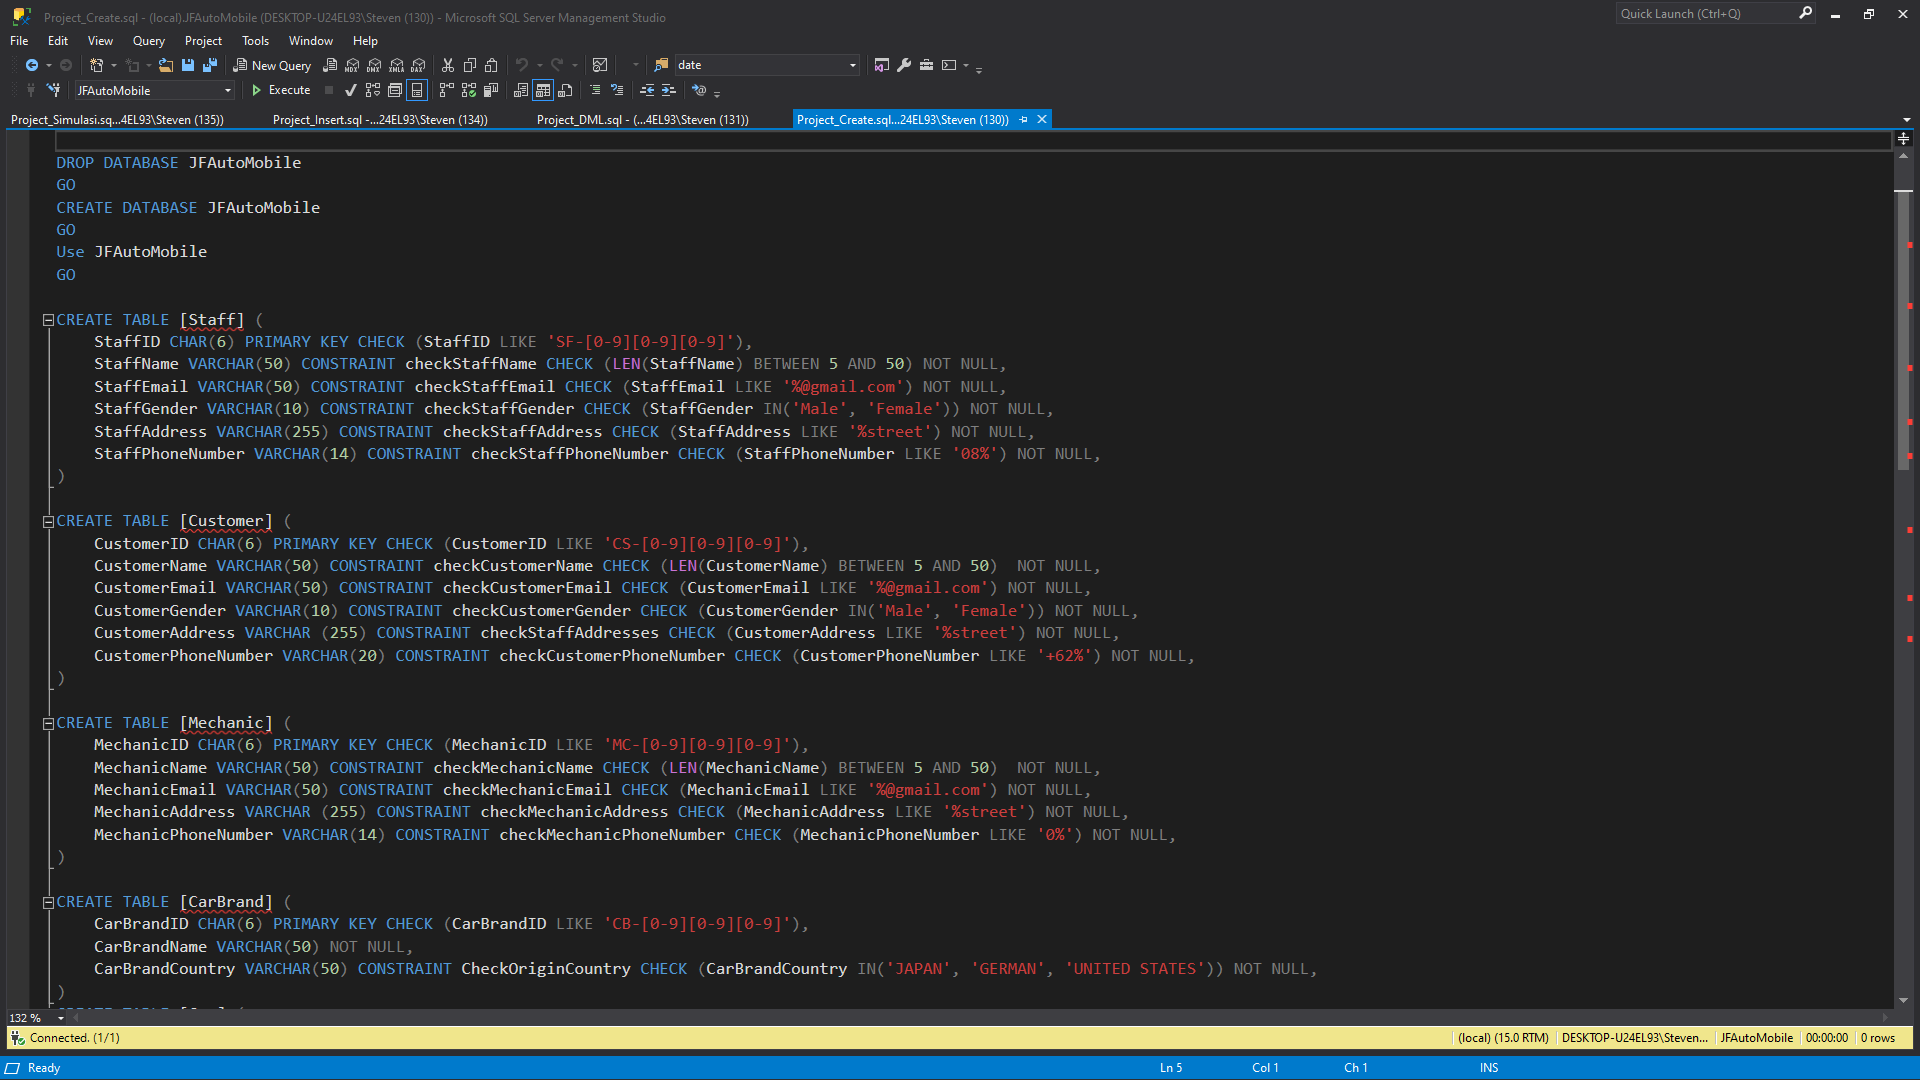 Project_Create.sql - (local).JFAutoMobile (DESKTOP-U24EL93\Steven (130)) - Microsoft SQL Server Management Studio
Quick Launch (Ctrl+Q)
File Edit View Query Project Tools Window Help
New Query
MDX DMX XMLA DAX
date
JFAutoMobile
Execute
Project_Simulasi.sq...4EL93\Steven (135))
Project_Insert.sql -...24EL93\Steven (134))
Project_DML.sql - (...4EL93\Steven (131))
Project_Create.sql...24EL93\Steven (130))
DROP DATABASE JFAutoMobile
GO
CREATE DATABASE JFAutoMobile
GO
Use JFAutoMobile
GO
CREATE TABLE [Staff] (
StaffID CHAR(6) PRIMARY KEY CHECK (StaffID LIKE 'SF-[0-9][0-9][0-9]'),
StaffName VARCHAR(50) CONSTRAINT checkStaffName CHECK (LEN(StaffName) BETWEEN 5 AND 50) NOT NULL,
StaffEmail VARCHAR(50) CONSTRAINT checkStaffEmail CHECK (StaffEmail LIKE '%@gmail.com') NOT NULL,
StaffGender VARCHAR(10) CONSTRAINT checkStaffGender CHECK (StaffGender IN('Male', 'Female')) NOT NULL,
StaffAddress VARCHAR(255) CONSTRAINT checkStaffAddress CHECK (StaffAddress LIKE '%street') NOT NULL,
StaffPhoneNumber VARCHAR(14) CONSTRAINT checkStaffPhoneNumber CHECK (StaffPhoneNumber LIKE '08%') NOT NULL,
)
CREATE TABLE [Customer] (
CustomerID CHAR(6) PRIMARY KEY CHECK (CustomerID LIKE 'CS-[0-9][0-9][0-9]'),
CustomerName VARCHAR(50) CONSTRAINT checkCustomerName CHECK (LEN(CustomerName) BETWEEN 5 AND 50)  NOT NULL,
CustomerEmail VARCHAR(50) CONSTRAINT checkCustomerEmail CHECK (CustomerEmail LIKE '%@gmail.com') NOT NULL,
CustomerGender VARCHAR(10) CONSTRAINT checkCustomerGender CHECK (CustomerGender IN('Male', 'Female')) NOT NULL,
CustomerAddress VARCHAR (255) CONSTRAINT checkStaffAddresses CHECK (CustomerAddress LIKE '%street') NOT NULL,
CustomerPhoneNumber VARCHAR(20) CONSTRAINT checkCustomerPhoneNumber CHECK (CustomerPhoneNumber LIKE '+62%') NOT NULL,
)
CREATE TABLE [Mechanic] (
MechanicID CHAR(6) PRIMARY KEY CHECK (MechanicID LIKE 'MC-[0-9][0-9][0-9]'),
MechanicName VARCHAR(50) CONSTRAINT checkMechanicName CHECK (LEN(MechanicName) BETWEEN 5 AND 50)  NOT NULL,
MechanicEmail VARCHAR(50) CONSTRAINT checkMechanicEmail CHECK (MechanicEmail LIKE '%@gmail.com') NOT NULL,
MechanicAddress VARCHAR (255) CONSTRAINT checkMechanicAddress CHECK (MechanicAddress LIKE '%street') NOT NULL,
MechanicPhoneNumber VARCHAR(14) CONSTRAINT checkMechanicPhoneNumber CHECK (MechanicPhoneNumber LIKE '0%') NOT NULL,
)
CREATE TABLE [CarBrand] (
CarBrandID CHAR(6) PRIMARY KEY CHECK (CarBrandID LIKE 'CB-[0-9][0-9][0-9]'),
CarBrandName VARCHAR(50) NOT NULL,
CarBrandCountry VARCHAR(50) CONSTRAINT CheckOriginCountry CHECK (CarBrandCountry IN('JAPAN', 'GERMAN', 'UNITED STATES')) NOT NULL,
)
132 %
Connected. (1/1)
(local) (15.0 RTM) DESKTOP-U24EL93\Steven... JFAutoMobile 00:00:00 0 rows
Ready
Ln 5 Col 1 Ch 1 INS